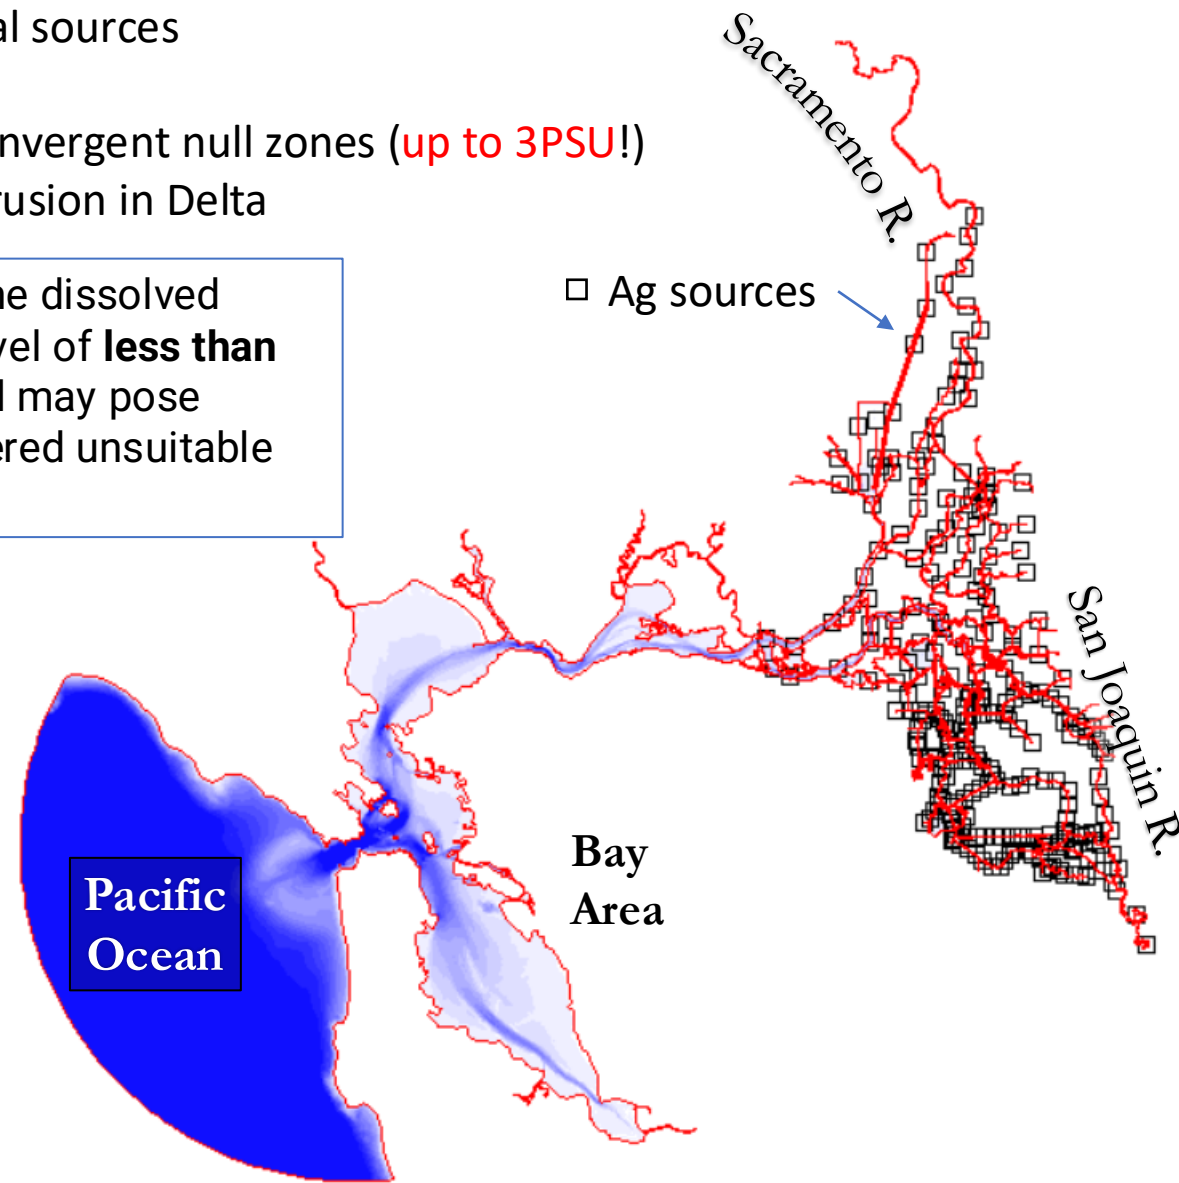 al sources
nvergent null zones (up to 3PSU!)
rusion in Delta
ne dissolved
vel of less than
l may pose
ered unsuitable
Sacramento R.
Ag sources
San Joaquin R.
Bay
Area
Pacific
Ocean